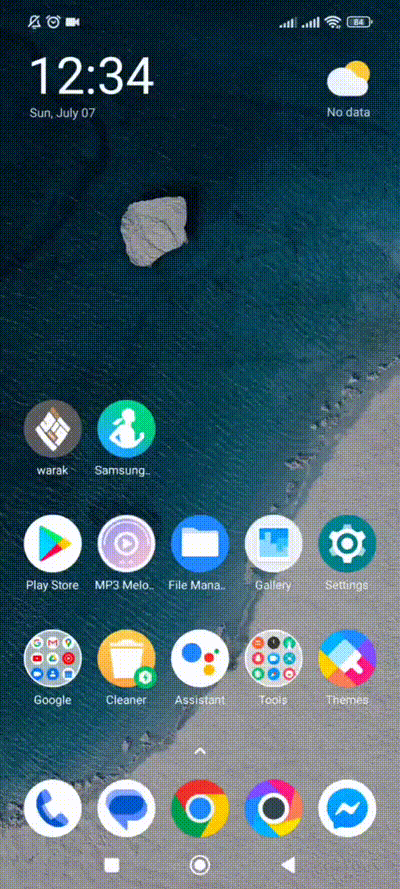 84
12:34
Sun, July 07
No data
warak
Samsung..
Play Store
MP3 Melo..
File Mana..
Gallery
Settings
Google
Cleaner
Assistant
Tools
Themes